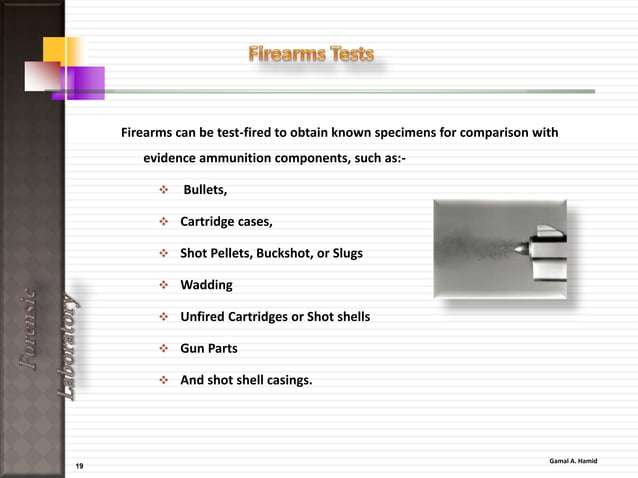 Firearms Tests
Firearms can be test-fired to obtain known specimens for comparison with
evidence ammunition components, such as:-
❖ Bullets,
❖ Cartridge cases,
❖ Shot Pellets, Buckshot, or Slugs
❖ Wadding
❖ Unfired Cartridges or Shot shells
❖ Gun Parts
❖ And shot shell casings.
Forensic
Laboratory
19
Gamal A. Hamid